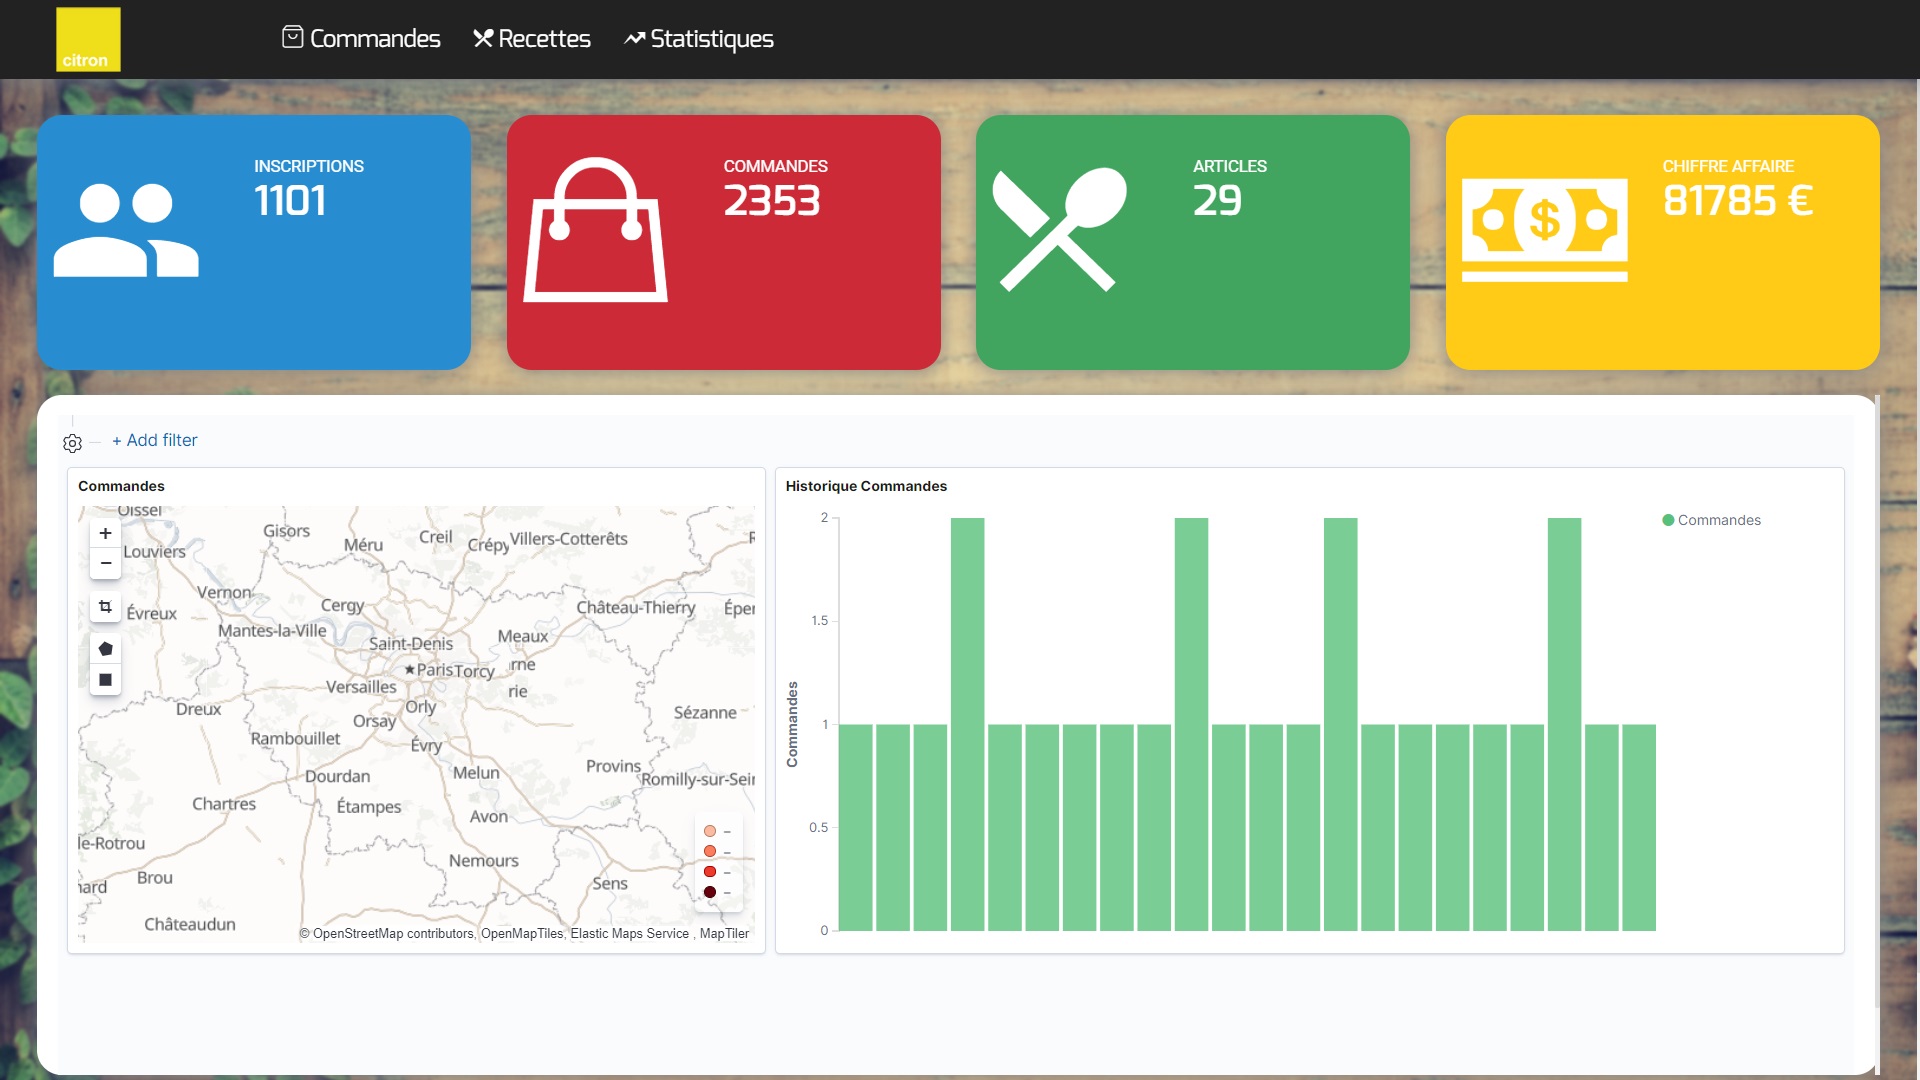 citron
Commandes
Recettes
Statistiques
INSCRIPTIONS
1101
COMMANDES
2353
ARTICLES
29
CHIFFRE AFFAIRE
81785 €
+ Add filter
Commandes
Oissel
Gisors
Creil
Villers-Cotterêts
Méru
Crépy
R
Louviers
Vernon
Cergy
Château-Thierry
Éper
Évreux
Mantes-la-Ville
Saint-Denis
Meaux
rne
Paris
Torcy
Versailles
rie
Dreux
Orly
Orsay
Sézanne
Rambouillet
Évry
Provins
Dourdan
Melun
Romilly-sur-Sein
Chartres
Étampes
Avon
le-Rotrou
Nemours
Brou
Sens
nard
Châteaudun
© OpenStreetMap contributors, OpenMapTiles, Elastic Maps Service , MapTiler
Historique Commandes
2
1.5
1
0.5
0
Commandes
Commandes